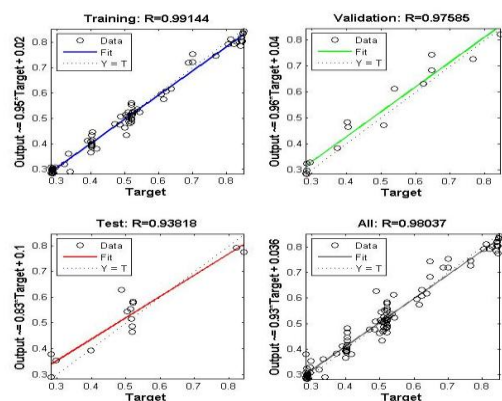 Training: R=0.99144
Output ~= 0.95*Target + 0.02
0.8
0.7
0.6
0.5
0.4
0.3
Data
Fit
Y = T
0.3 0.4 0.5 0.6 0.7 0.8
Target
Validation: R=0.97585
Output ~= 0.96*Target + 0.04
0.8
0.7
0.6
0.5
0.4
0.3
Data
Fit
Y = T
0.3 0.4 0.5 0.6 0.7 0.8
Target
Test: R=0.93818
Output ~= 0.83*Target + 0.1
0.8
0.7
0.6
0.5
0.4
0.3
Data
Fit
Y = T
0.3 0.4 0.5 0.6 0.7 0.8
Target
All: R=0.98037
Output ~= 0.93*Target + 0.036
0.8
0.7
0.6
0.5
0.4
0.3
Data
Fit
Y = T
0.3 0.4 0.5 0.6 0.7 0.8
Target